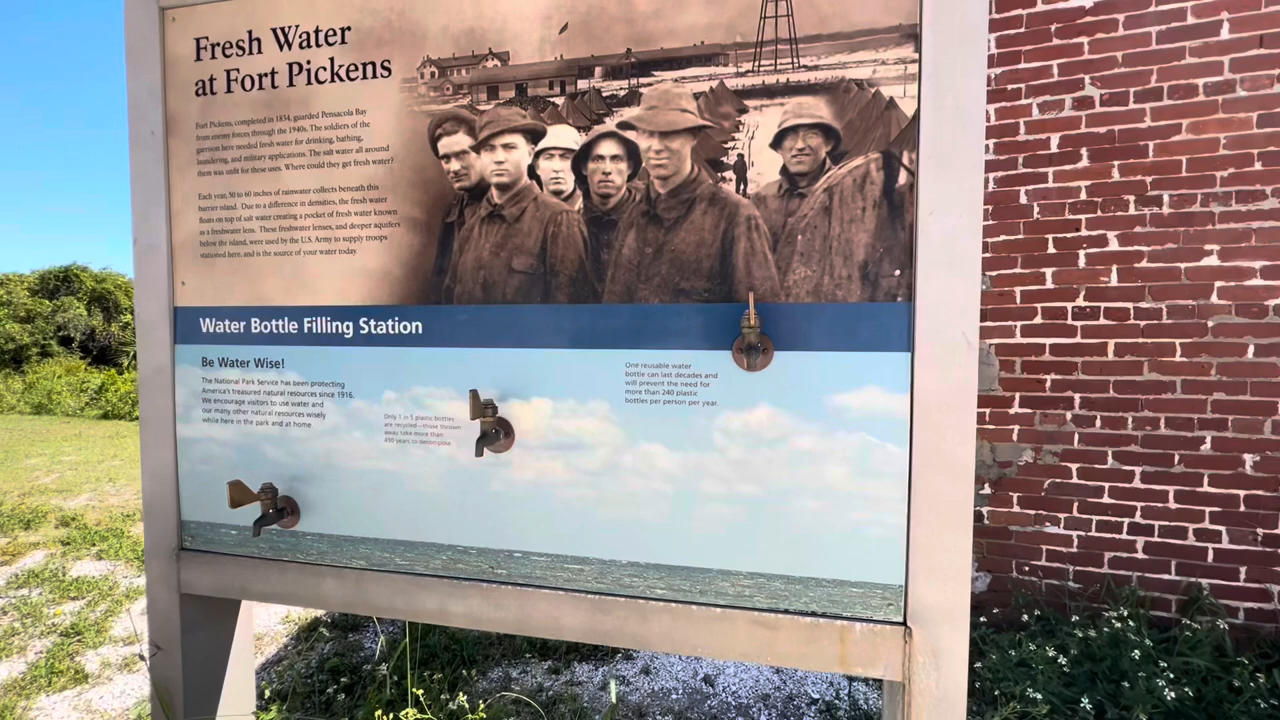 Fresh Water
at Fort Pickens
Fort Pickens, completed in 1834, guarded Pensacola Bay
from enemy forces through the 1940s. The soldiers of the
garrison here needed fresh water for drinking, bathing,
laundering, and military applications. The salt water all around
them was unfit for these uses. Where could they get fresh water?
Each year, 50 to 60 inches of rainwater collects beneath this
barrier island. Due to a difference in densities, the fresh water
floats on top of salt water creating a pocket of fresh water known
as a freshwater lens. These freshwater lenses, and deeper aquifers
below the island, were used by the U.S. Army to supply troops
stationed here, and is the source of your water today.
Water Bottle Filling Station
Be Water Wise!
The National Park Service has been protecting
America's treasured natural resources since 1916.
We encourage visitors to use water and
our many other natural resources wisely
while here in the park and at home
Only 1 in 5 plastic bottles
are recycled—those thrown
away take more than
450 years to decompose.
One reusable water
bottle can last decades and
will prevent the need for
more than 240 plastic
bottles per person per year.